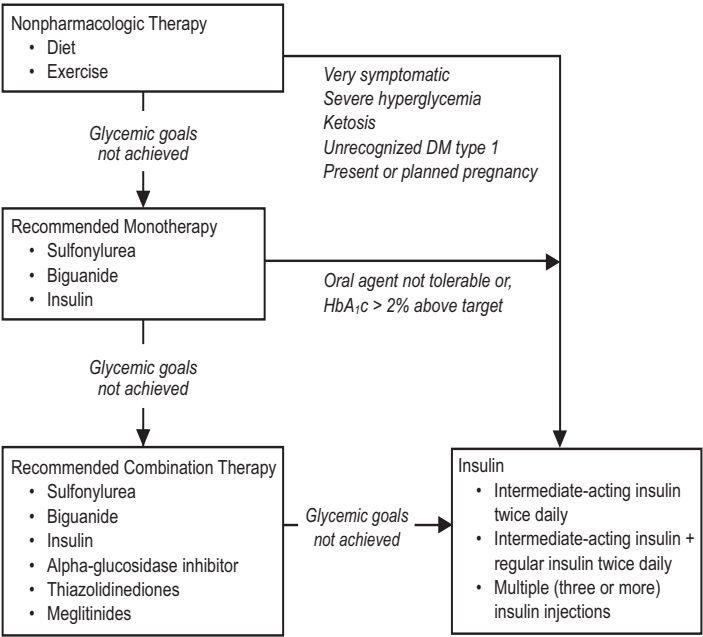 Nonpharmacologic Therapy
• Diet
• Exercise
Very symptomatic
Severe hyperglycemia
Ketosis
Unrecognized DM type 1
Present or planned pregnancy
Glycemic goals
not achieved
Recommended Monotherapy
• Sulfonylurea
• Biguanide
• Insulin
Oral agent not tolerable or,
HbA₁c > 2% above target
Glycemic goals
not achieved
Recommended Combination Therapy
• Sulfonylurea
• Biguanide
• Insulin
• Alpha-glucosidase inhibitor
• Thiazolidinediones
• Meglitinides
Glycemic goals
not achieved
Insulin
• Intermediate-acting insulin
twice daily
• Intermediate-acting insulin +
regular insulin twice daily
• Multiple (three or more)
insulin injections